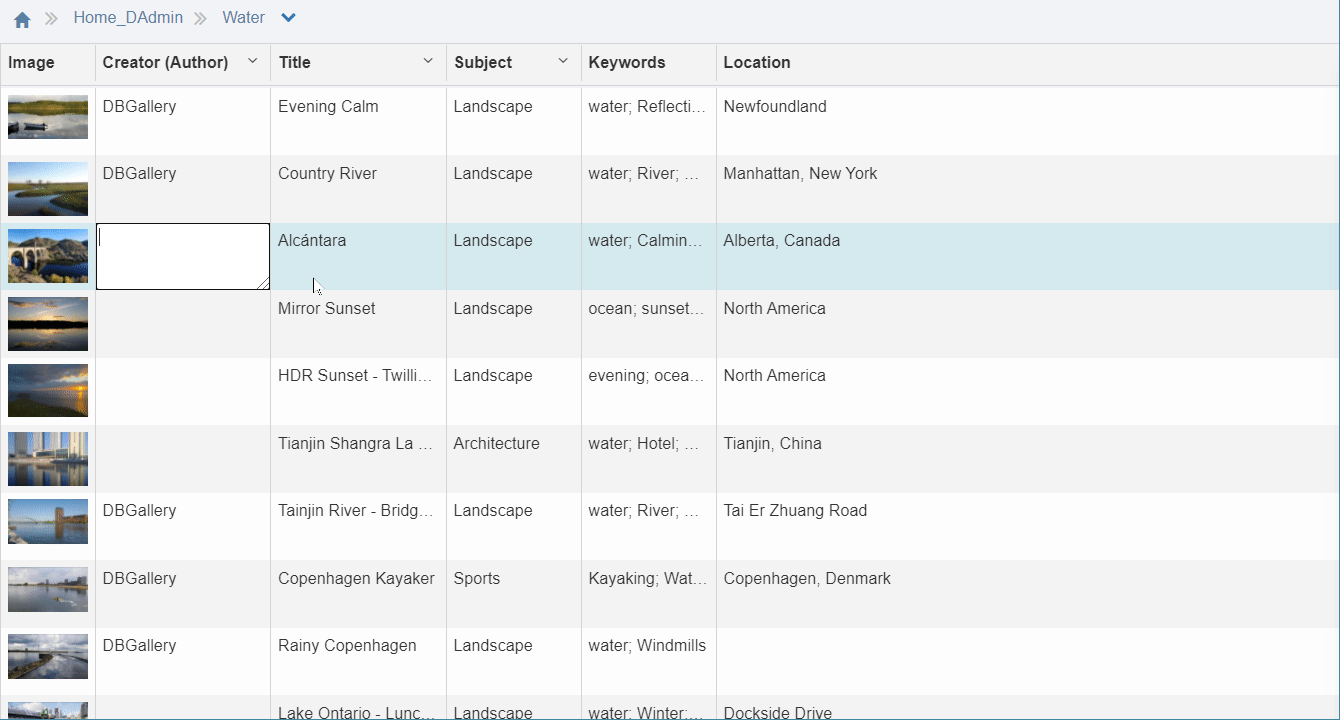 Home_DAdmin Water
Image Creator (Author) Title Subject Keywords Location
DBGallery Evening Calm Landscape water; Reflecti... Newfoundland
DBGallery Country River Landscape water; River; ... Manhattan, New York
Alcántara Landscape water; Calmin... Alberta, Canada
Mirror Sunset Landscape ocean; sunset... North America
HDR Sunset - Twilli... Landscape evening; ocea... North America
Tianjin Shangra La ... Architecture water; Hotel; ... Tianjin, China
DBGallery Tainjin River - Bridg... Landscape water; River; ... Tai Er Zhuang Road
DBGallery Copenhagen Kayaker Sports Kayaking; Wat... Copenhagen, Denmark
DBGallery Rainy Copenhagen Landscape water; Windmills
Lake Ontario - Lunc... Landscape water; Winter;... Dockside Drive